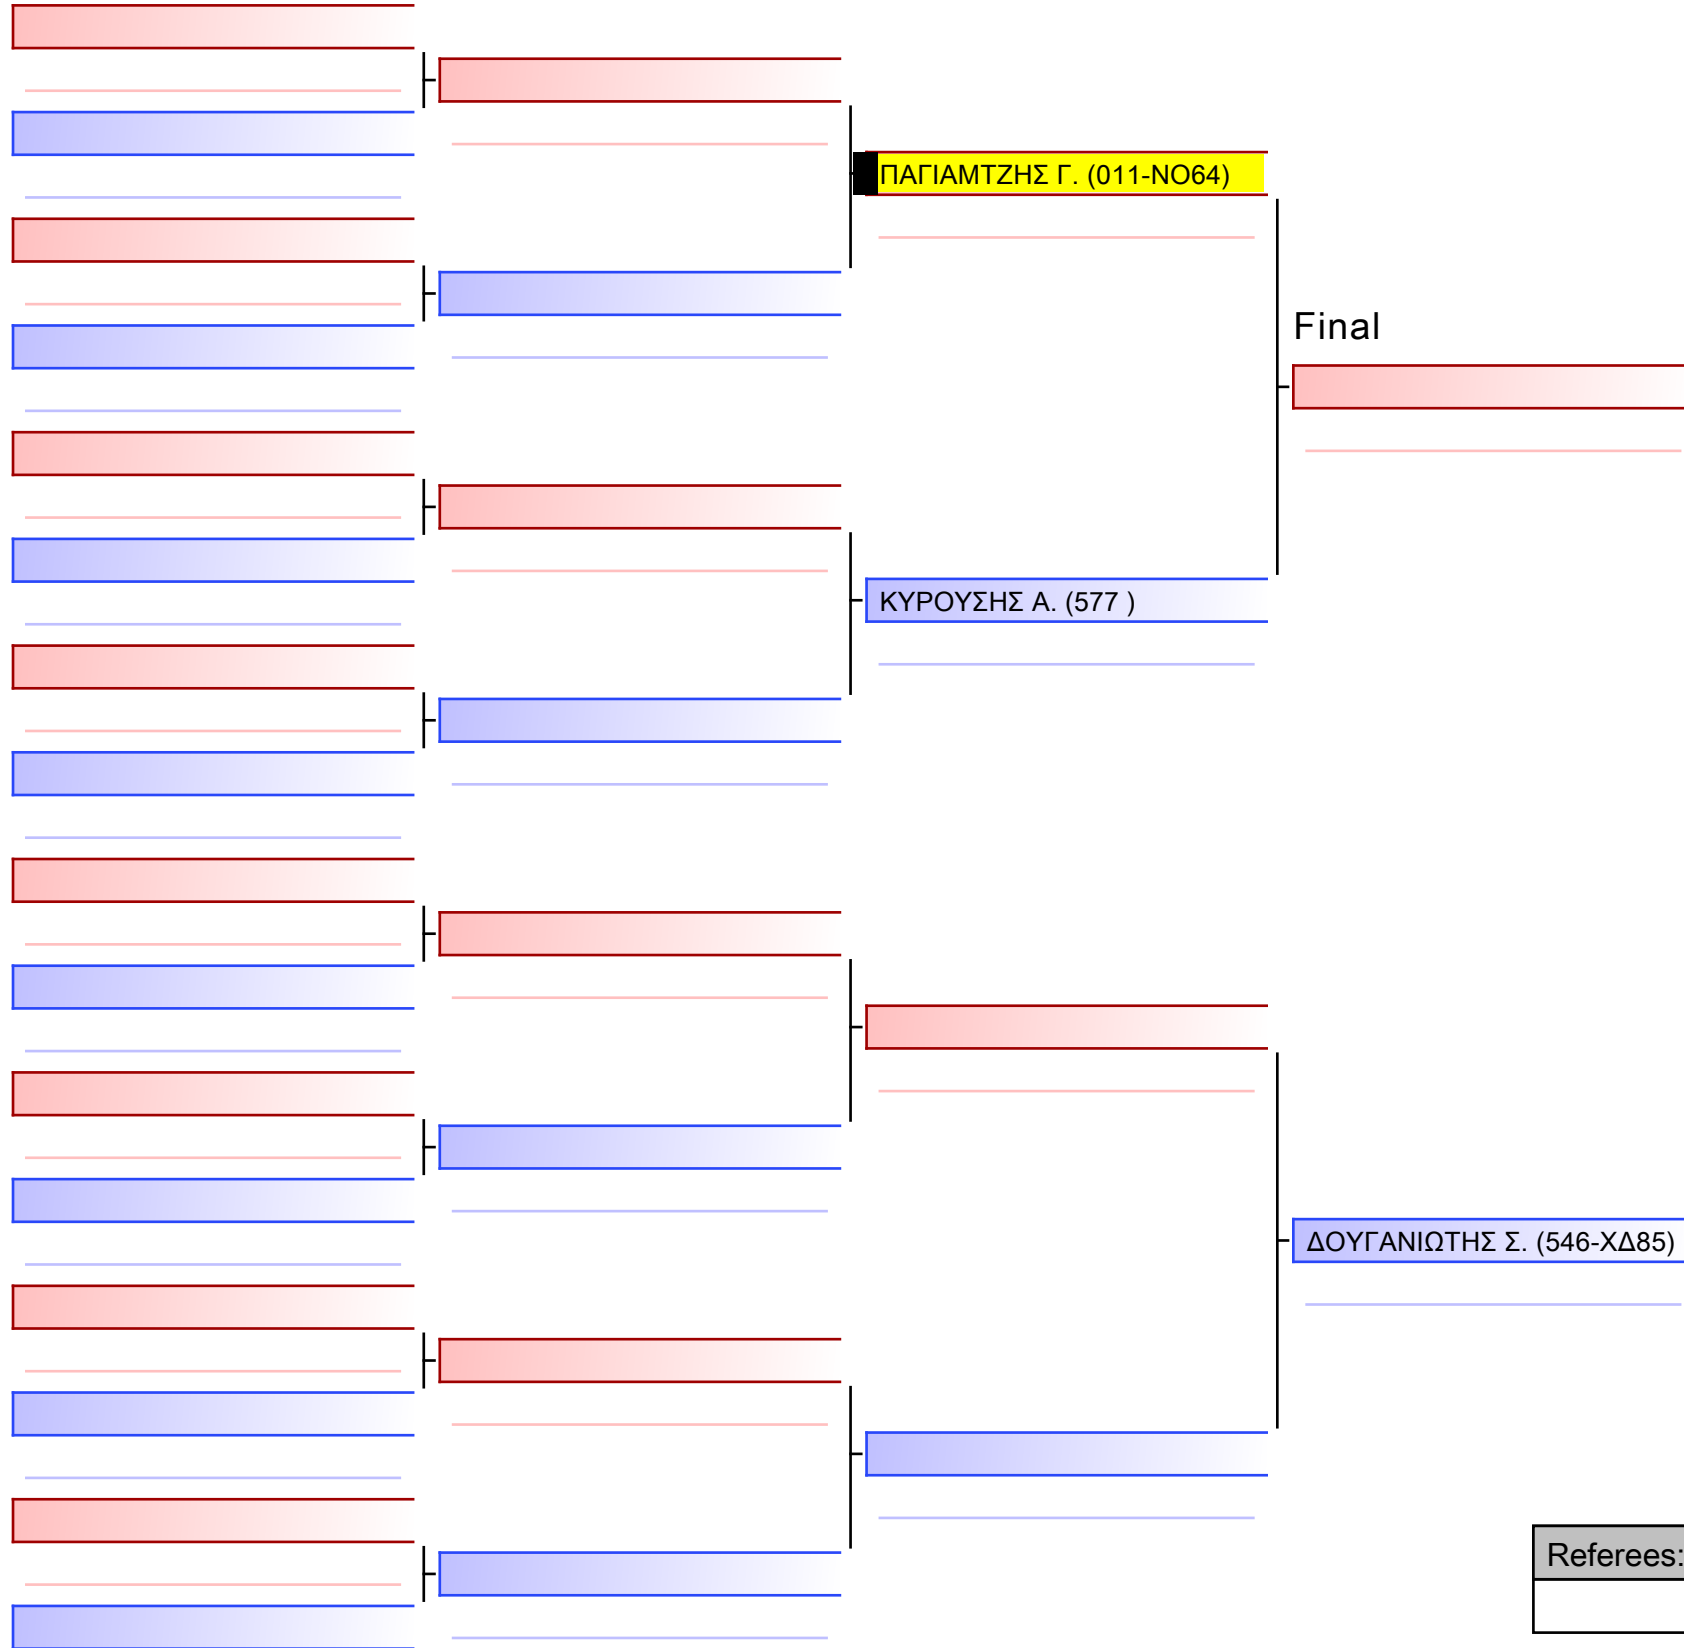 ΠΑΓΙΑΜΤΖΗΣ Γ. (011-ΝΟ64)
Final
ΚΥΡΟΥΣΗΣ Α. (577 )
ΔΟΥΓΑΝΙΩΤΗΣ Σ. (546-ΧΔ85)
Referees: